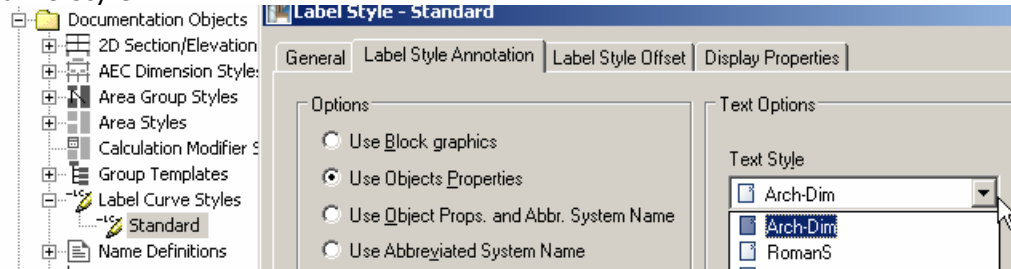 Documentation Objects
2D Section/Elevation
AEC Dimension Style
Area Group Styles
Area Styles
Calculation Modifier S
Group Templates
Label Curve Styles
Standard
Name Definitions
Label Style - Standard
General
Label Style Annotation
Label Style Offset
Display Properties
Options
Use Block graphics
Use Objects Properties
Use Object Props. and Abbr. System Name
Use Abbreviated System Name
Text Options
Text Style
Arch-Dim
Arch-Dim
RomanS